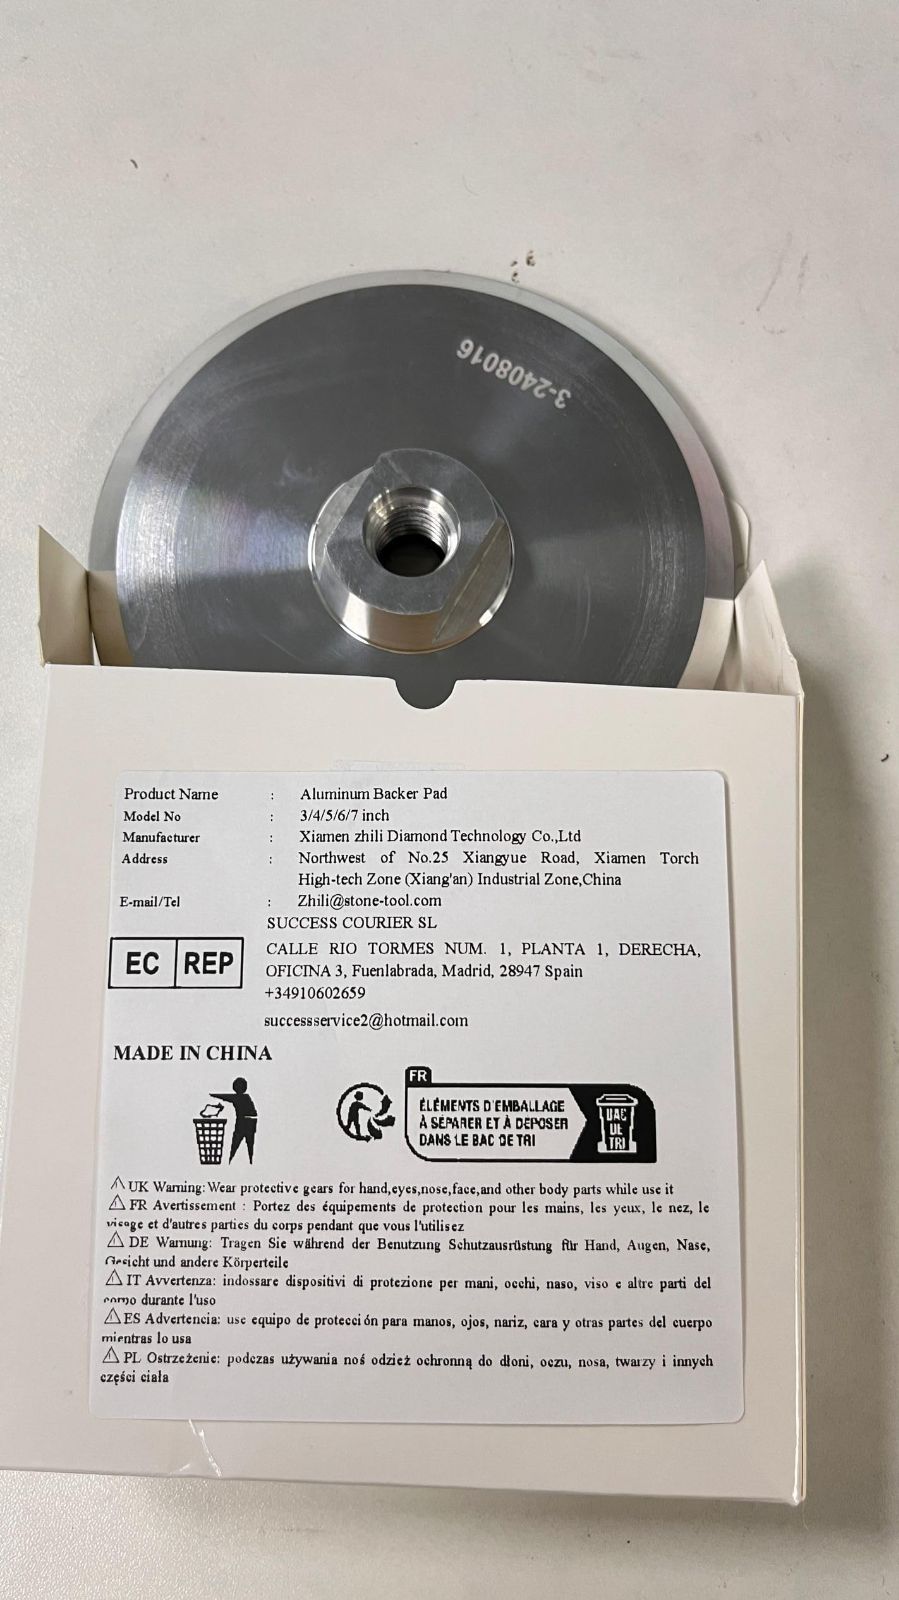 3-2408016
Product Name : Aluminum Backer Pad
Model No : 3/4/5/6/7 inch
Manufacturer : Xiamen zhili Diamond Technology Co.,Ltd
Address : Northwest of No.25 Xiangyue Road, Xiamen Torch
High-tech Zone (Xiang'an) Industrial Zone,China
E-mail/Tel : Zhili@stone-tool.com
SUCCESS COURIER SL
EC REP
CALLE RIO TORMES NUM. 1, PLANTA 1, DERECHA,
OFICINA 3, Fuenlabrada, Madrid, 28947 Spain
+34910602659
successservice2@hotmail.com
MADE IN CHINA
FR
ÉLÉMENTS D'EMBALLAGE
À SÉPARER ET À DÉPOSER
DANS LE BAC DE TRI
BAC
DE
TRI
UK Warning:Wear protective gears for hand,eyes,nose,face,and other body parts while use it
FR Avertissement : Portez des équipements de protection pour les mains, les yeux, le nez, le
visage et d'autres parties du corps pendant que vous l'utilisez
DE Warnung: Tragen Sie während der Benutzung Schutzausrüstung für Hand, Augen, Nase,
Gesicht und andere Körperteile
IT Avvertenza: indossare dispositivi di protezione per mani, occhi, naso, viso e altre parti del
corpo durante l'uso
ES Advertencia: use equipo de protección para manos, ojos, nariz, cara y otras partes del cuerpo
mientras lo usa
PL Ostrzeżenie: podczas używania noś odzież ochronną do dłoni, oczu, nosa, twarzy i innych
części ciała